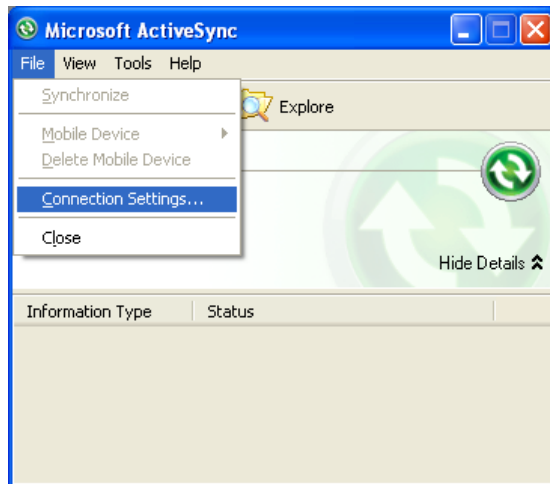 Microsoft ActiveSync
File View Tools Help
Synchronize
Explore
Mobile Device
Delete Mobile Device
Connection Settings...
Close
Hide Details
Information Type Status